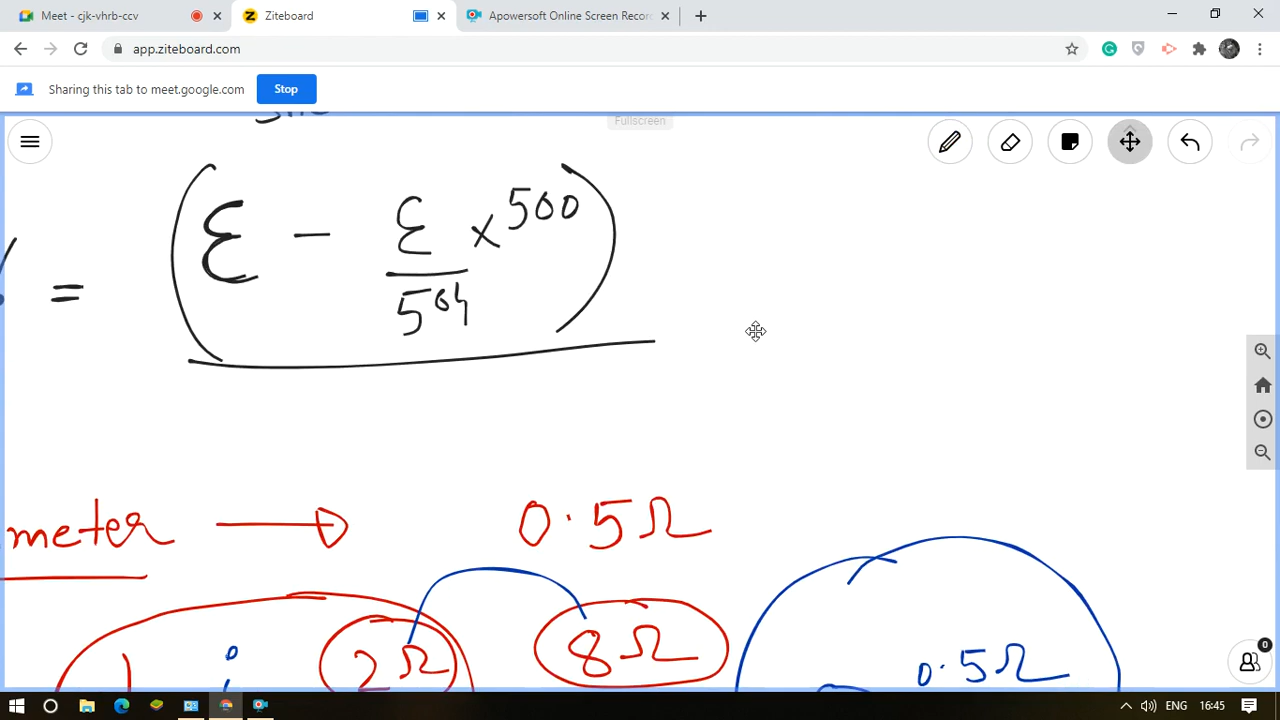 Meet - cjk-vhrb-ccv
Ziteboard
Apowersoft Online Screen Recor
app.ziteboard.com
Sharing this tab to meet.google.com
Stop
Fullscreen
= (ε - ε/504 × 500)
meter → 0.5Ω
2Ω
8Ω
0.5Ω
i
0
ENG
16:45